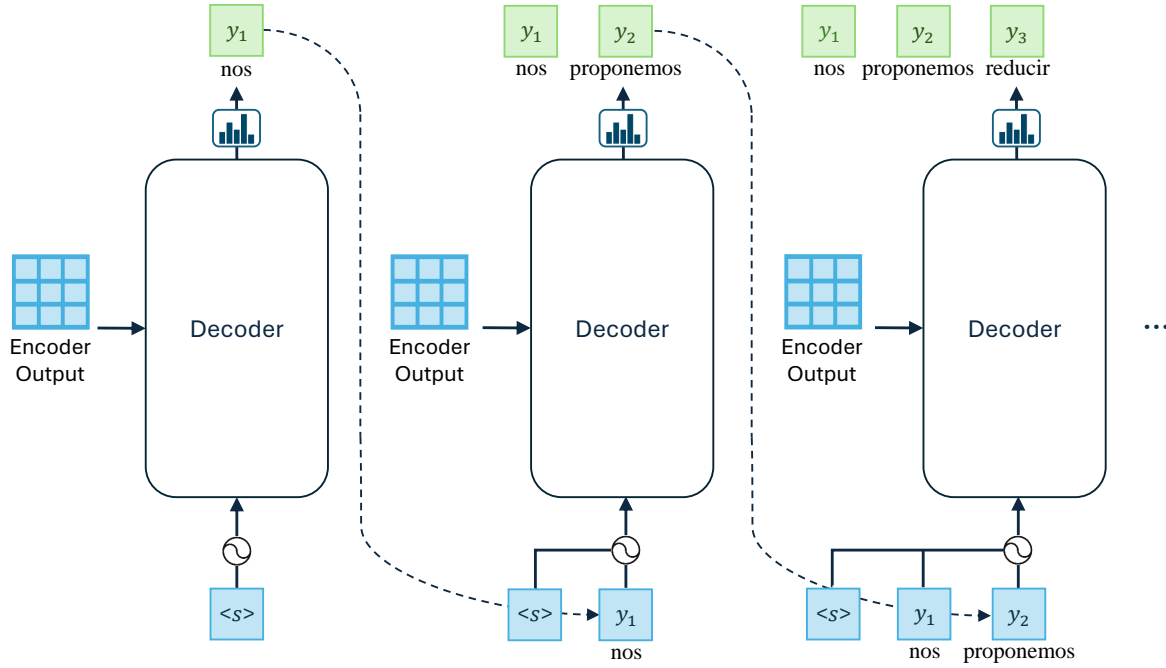 y₁
nos
Decoder
Encoder
Output
<s>
y₁ y₂
nos proponemos
Decoder
Encoder
Output
<s> y₁
nos
y₁ y₂ y₃
nos proponemos reducir
Decoder
Encoder
Output
<s> y₁ y₂
nos proponemos
...